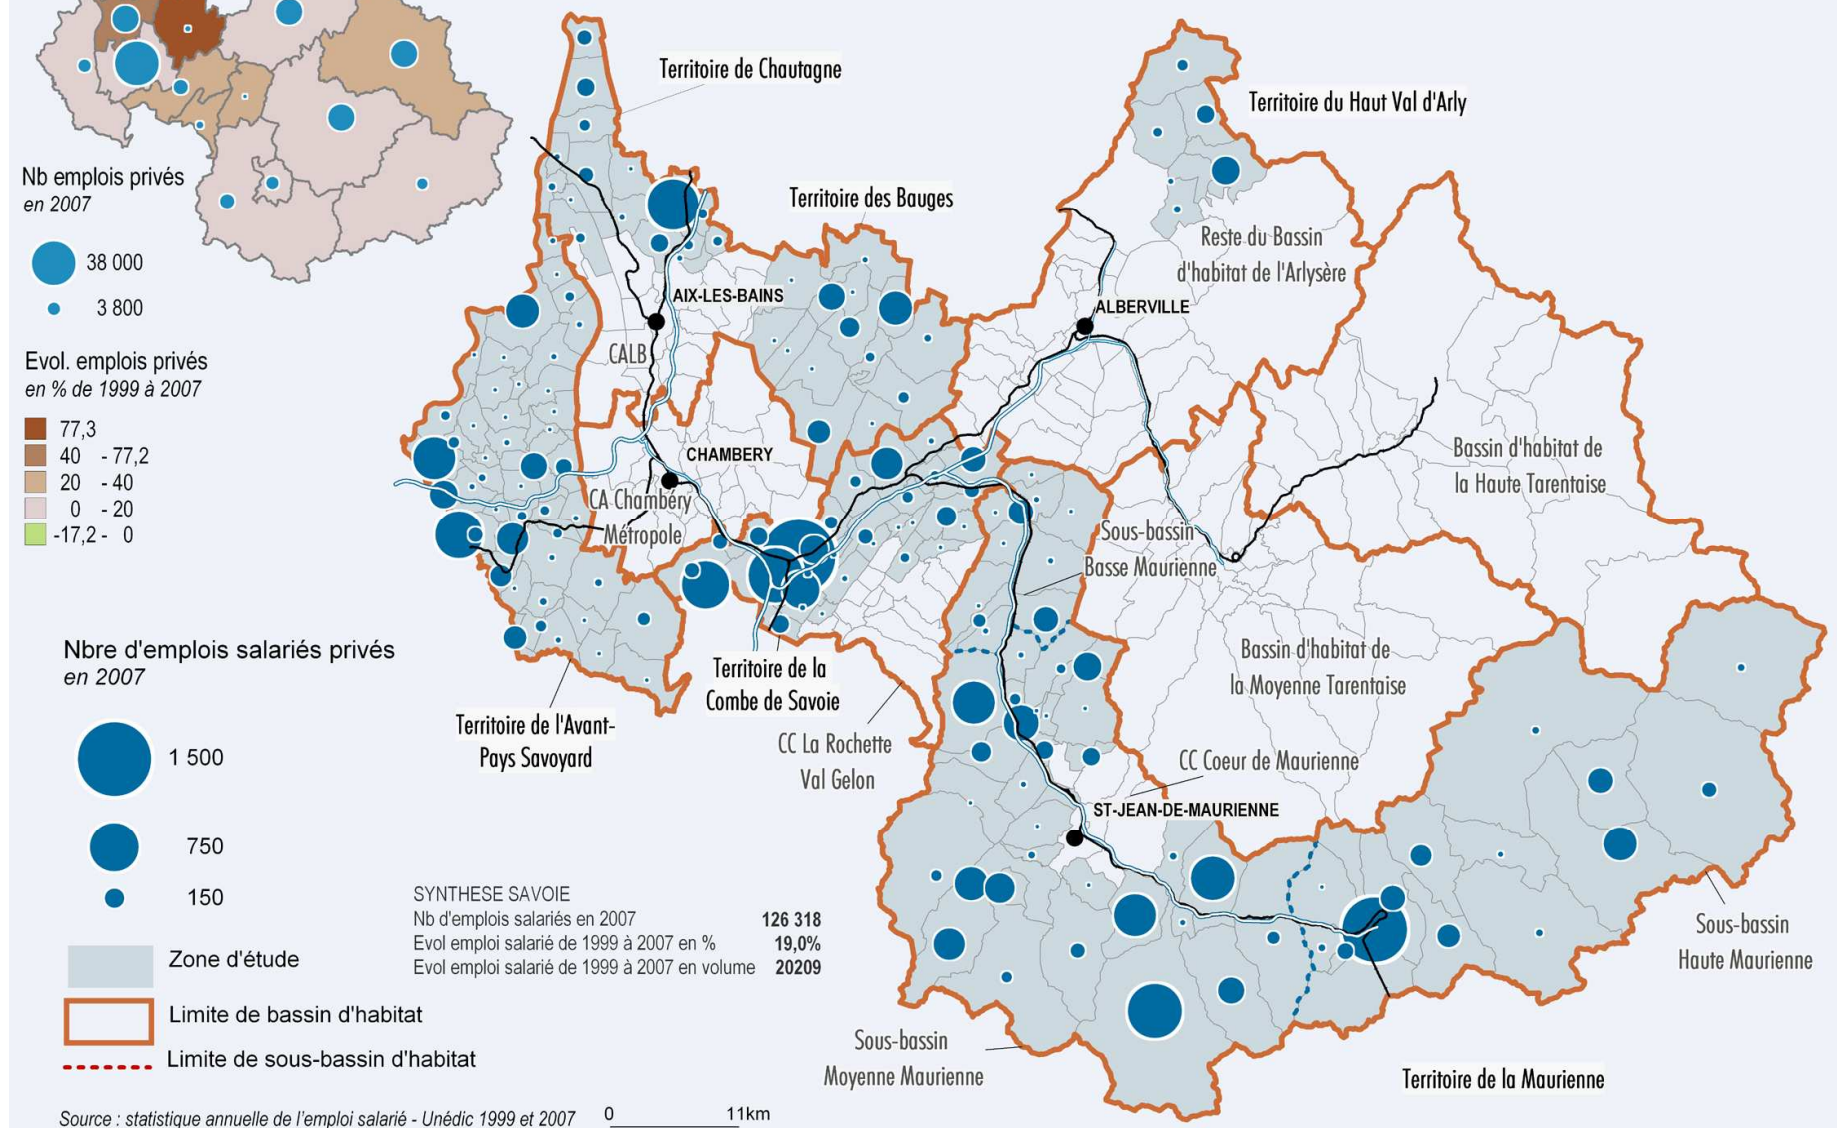 Nb emplois privés
en 2007
38 000
3 800
Evol. emplois privés
en % de 1999 à 2007
77,3
40 - 77,2
20 - 40
0 - 20
-17,2 - 0
Nbre d'emplois salariés privés
en 2007
1 500
750
150
Zone d'étude
Limite de bassin d'habitat
Limite de sous-bassin d'habitat
Source : statistique annuelle de l'emploi salarié - Unédic 1999 et 2007
0 11km
SYNTHESE SAVOIE
Nb d'emplois salariés en 2007 126 318
Evol emploi salarié de 1999 à 2007 en % 19,0%
Evol emploi salarié de 1999 à 2007 en volume 20209
Territoire de Chautagne
Territoire du Haut Val d'Arly
Territoire des Bauges
Reste du Bassin
d'habitat de l'Arlysère
AIX-LES-BAINS
ALBERVILLE
CALB
CHAMBERY
CA Chambéry
Métropole
Bassin d'habitat de
la Haute Tarentaise
Sous-bassin
Basse Maurienne
Bassin d'habitat de
la Moyenne Tarentaise
Territoire de la
Combe de Savoie
Territoire de l'Avant-
Pays Savoyard
CC La Rochette
Val Gelon
CC Coeur de Maurienne
ST-JEAN-DE-MAURIENNE
Sous-bassin
Haute Maurienne
Sous-bassin
Moyenne Maurienne
Territoire de la Maurienne